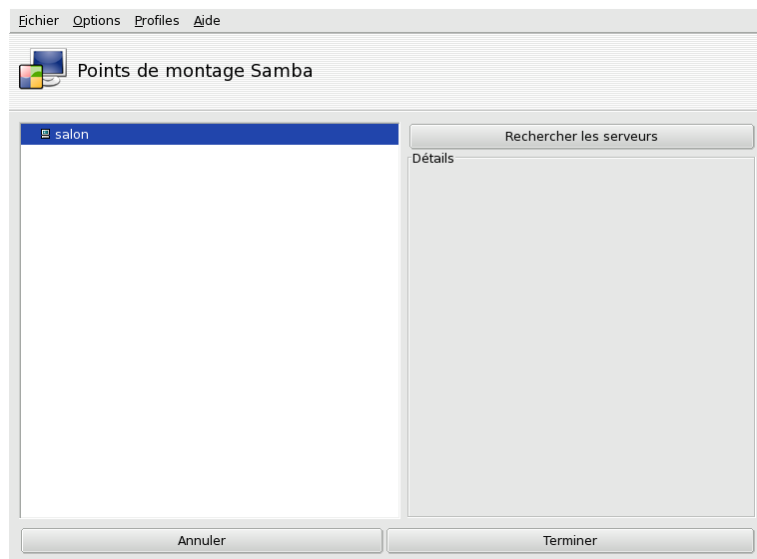 Fichier Options Profiles Aide
Points de montage Samba
salon
Rechercher les serveurs
Détails
Annuler
Terminer